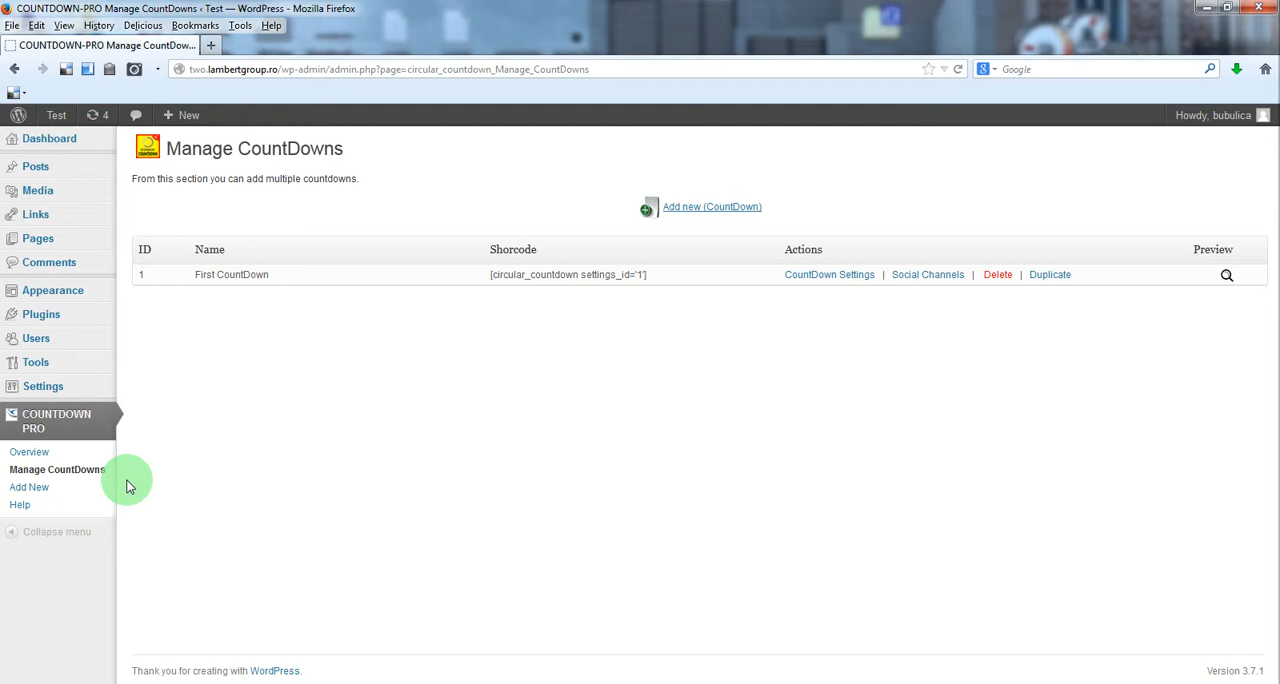 COUNTDOWN-PRO Manage CountDowns ‹ Test — WordPress - Mozilla Firefox
File Edit View History Delicious Bookmarks Tools Help
COUNTDOWN-PRO Manage CountDow... +
two.lambertgroup.ro/wp-admin/admin.php?page=circular_countdown_Manage_CountDowns
Google
Test 4 + New Howdy, bubulica
Dashboard
Posts
Media
Links
Pages
Comments
Appearance
Plugins
Users
Tools
Settings
COUNTDOWN
PRO
Overview
Manage CountDowns
Add New
Help
Collapse menu
Manage CountDowns
From this section you can add multiple countdowns.
Add new (CountDown)
ID Name Shorcode Actions Preview
1 First CountDown [circular_countdown settings_id='1'] CountDown Settings | Social Channels | Delete | Duplicate
Thank you for creating with WordPress. Version 3.7.1